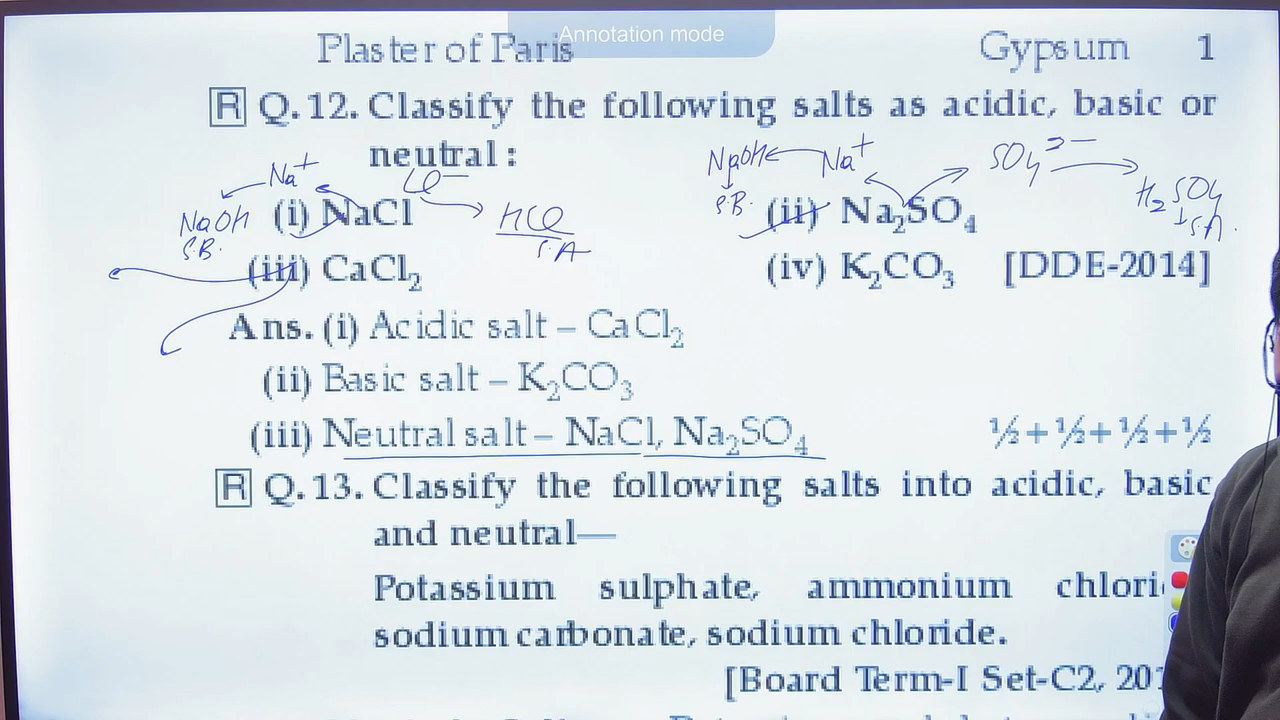 Annotation mode
Plaster of Paris Gypsum 1
R Q. 12. Classify the following salts as acidic, basic or
neutral :
Na⁺ Cl⁻ NaOH Na⁺ SO₄²⁻
NaOH (i) NaCl HCl S.B. (ii) Na₂SO₄ H₂SO₄
S.B. S.A S.A.
(iii) CaCl₂ (iv) K₂CO₃ [DDE-2014]
Ans. (i) Acidic salt – CaCl₂
(ii) Basic salt – K₂CO₃
(iii) Neutral salt – NaCl, Na₂SO₄ ½+½+½+½
R Q. 13. Classify the following salts into acidic, basic
and neutral—
Potassium sulphate, ammonium chlori
sodium carbonate, sodium chloride.
[Board Term-I Set-C2, 201